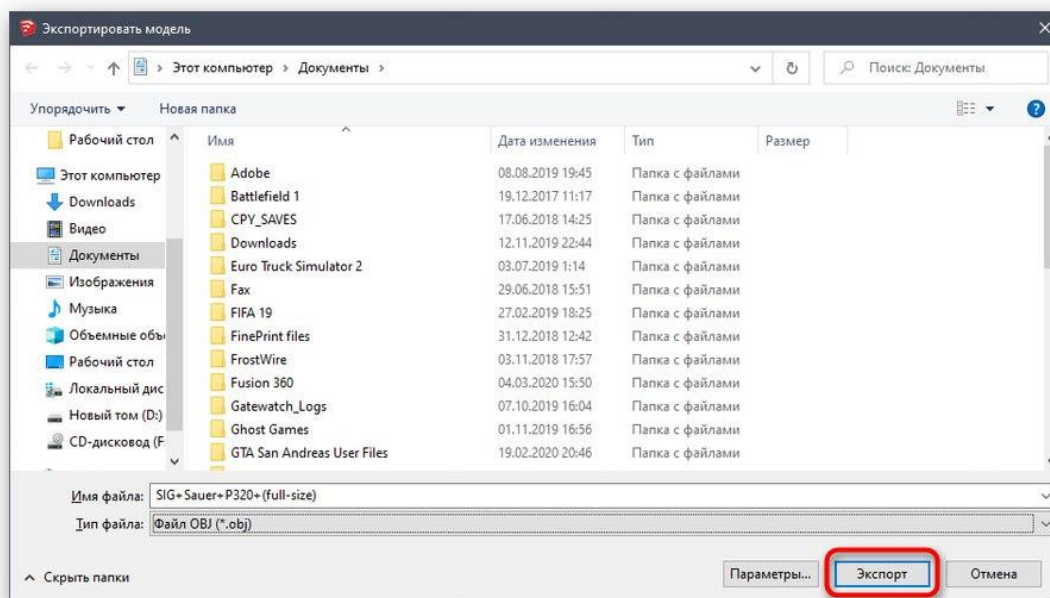 Экспортировать модель
Этот компьютер › Документы ›
Поиск: Документы
Упорядочить
Новая папка
Имя Дата изменения Тип Размер
Рабочий стол
Этот компьютер
Downloads
Видео
Документы
Изображения
Музыка
Объемные объ
Рабочий стол
Локальный дис
Новый том (D:)
CD-дисковод (F:
Adobe 08.08.2019 19:45 Папка с файлами
Battlefield 1 19.12.2017 11:17 Папка с файлами
CPY_SAVES 17.06.2018 14:25 Папка с файлами
Downloads 12.11.2019 22:44 Папка с файлами
Euro Truck Simulator 2 03.07.2019 1:14 Папка с файлами
Fax 29.06.2018 15:51 Папка с файлами
FIFA 19 27.02.2019 18:25 Папка с файлами
FinePrint files 31.12.2018 12:42 Папка с файлами
FrostWire 03.11.2018 17:57 Папка с файлами
Fusion 360 04.03.2020 15:50 Папка с файлами
Gatewatch_Logs 07.10.2019 16:04 Папка с файлами
Ghost Games 01.11.2019 16:56 Папка с файлами
GTA San Andreas User Files 19.02.2020 20:46 Папка с файлами
Имя файла: SIG+Sauer+P320+(full-size)
Тип файла: Файл OBJ (*.obj)
Скрыть папки
Параметры...
Экспорт
Отмена